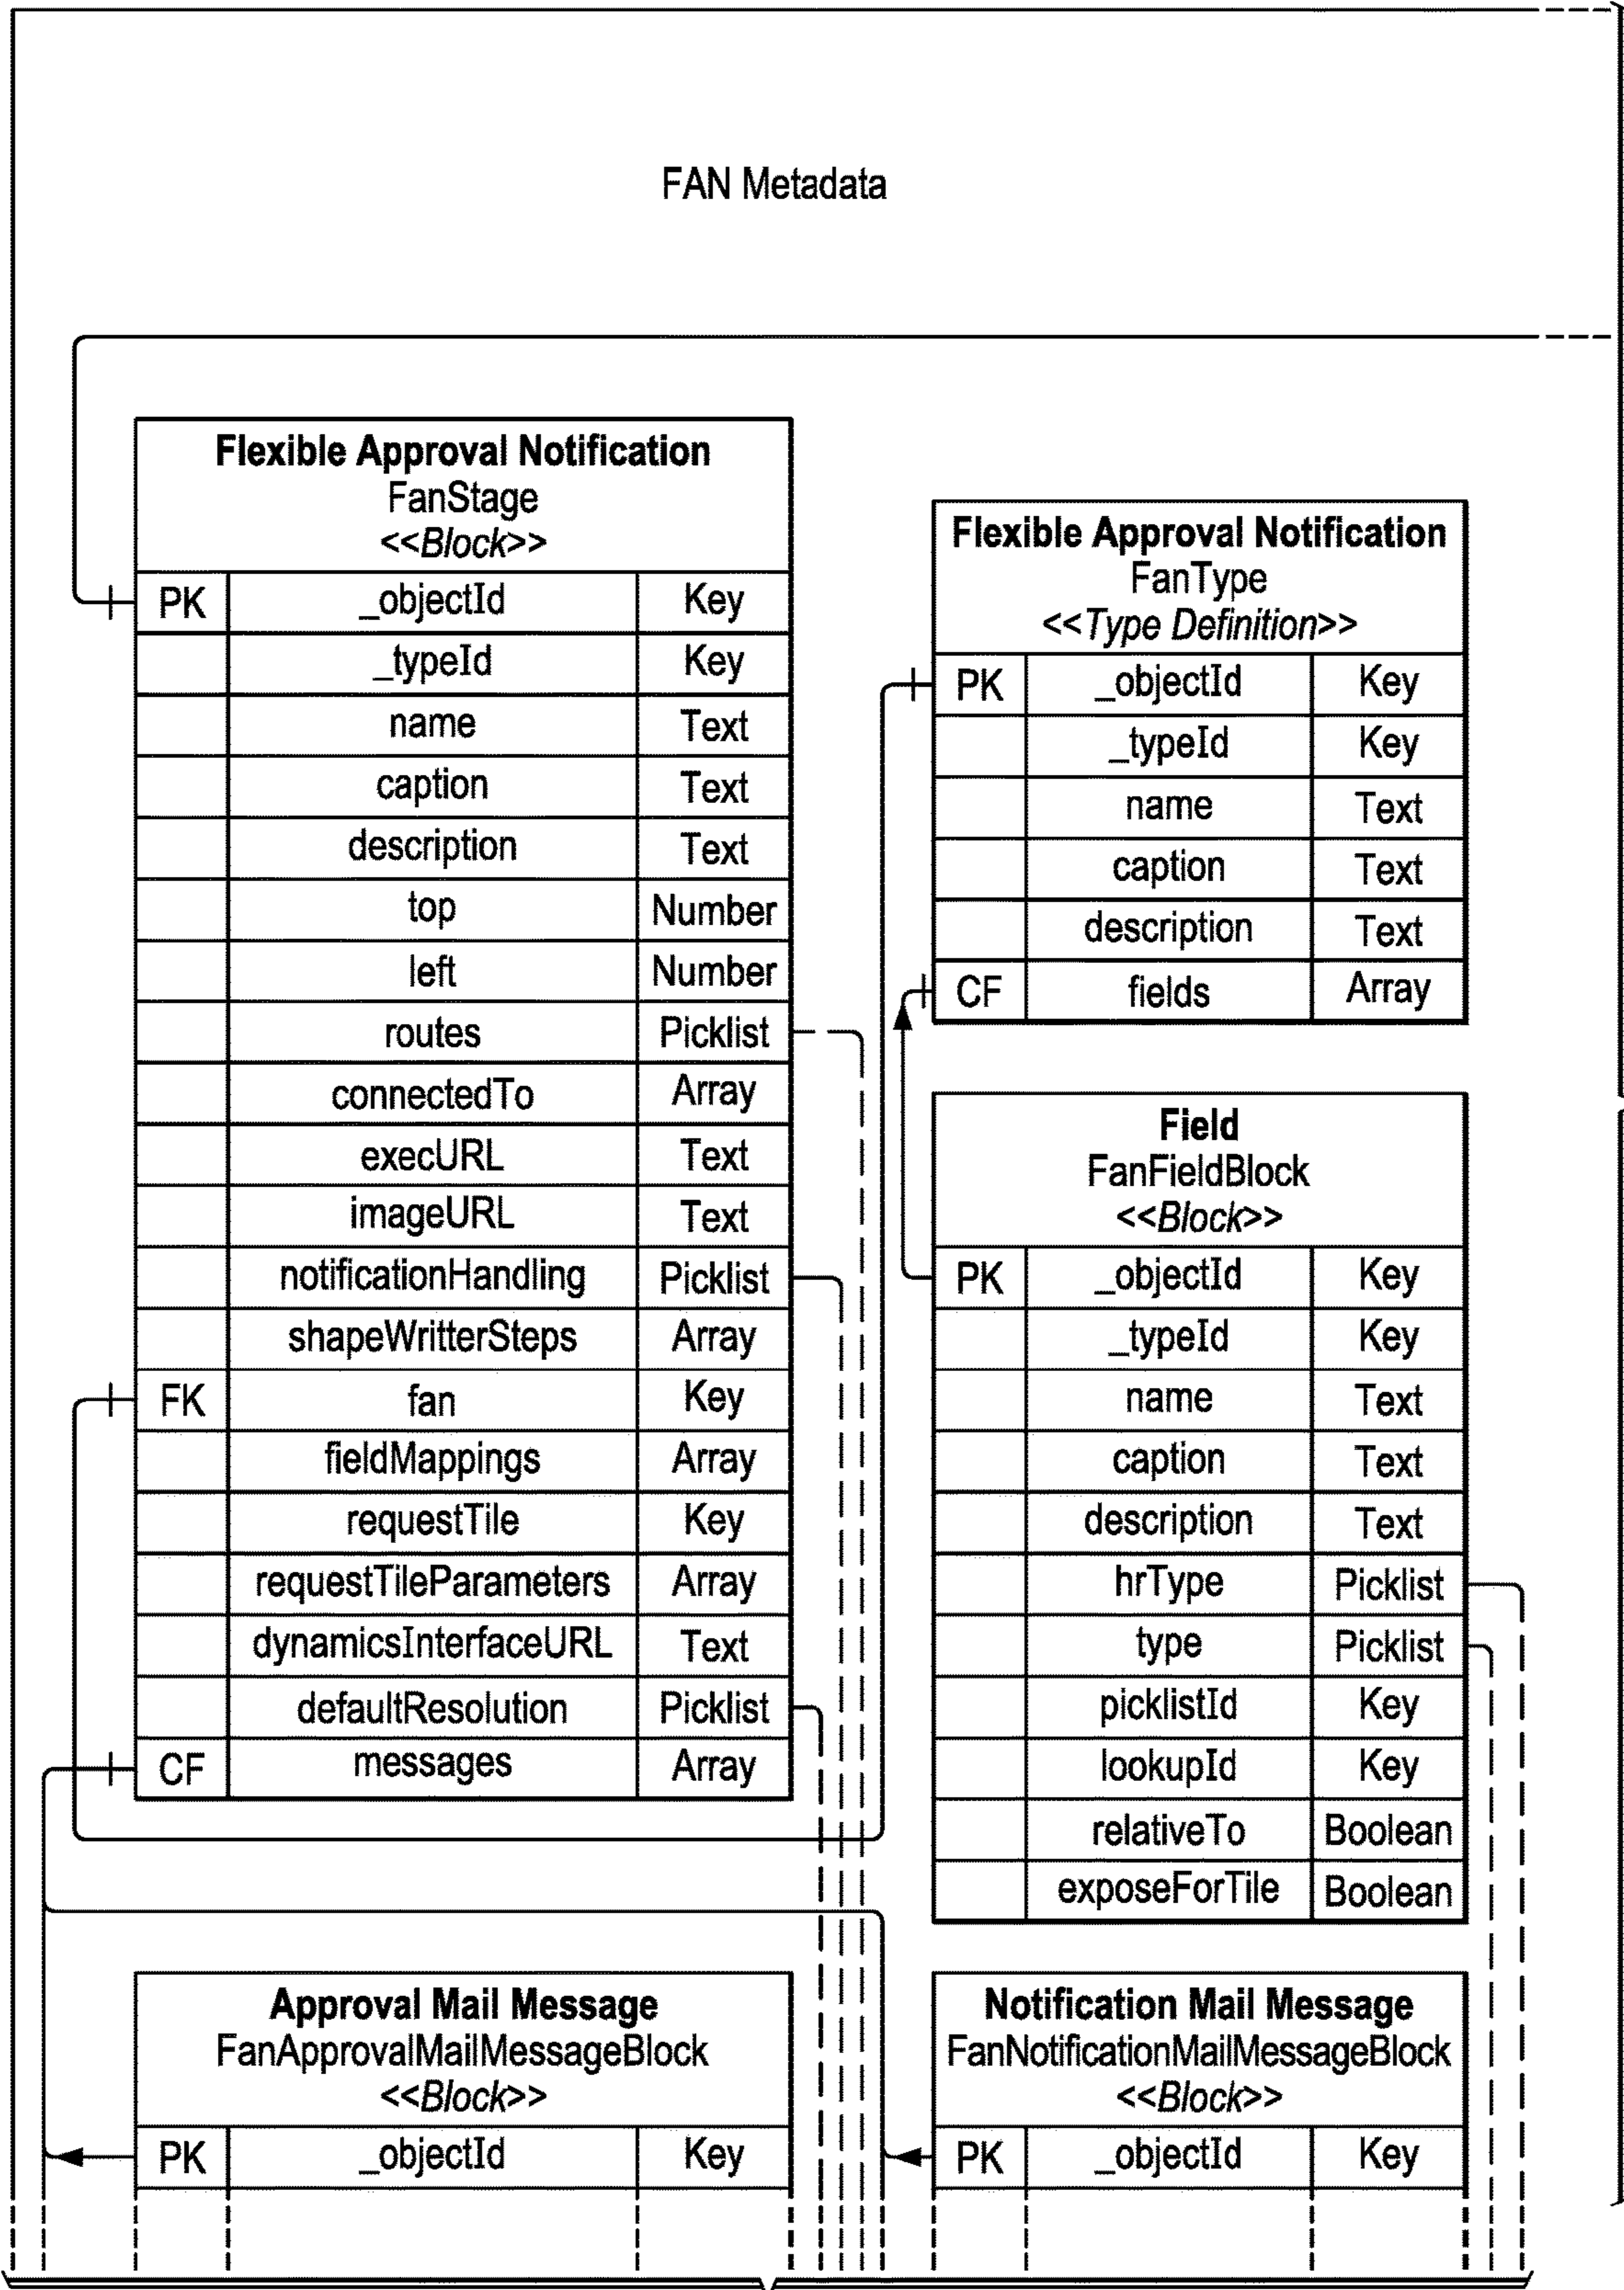 FAN Metadata
Flexible Approval Notification
FanStage
<<Block>>
PK _objectId Key
_typeId Key
name Text
caption Text
description Text
top Number
left Number
routes Picklist
connectedTo Array
execURL Text
imageURL Text
notificationHandling Picklist
shapeWritterSteps Array
FK fan Key
fieldMappings Array
requestTile Key
requestTileParameters Array
dynamicsInterfaceURL Text
defaultResolution Picklist
CF messages Array
Flexible Approval Notification
FanType
<<Type Definition>>
PK _objectId Key
_typeId Key
name Text
caption Text
description Text
CF fields Array
Field
FanFieldBlock
<<Block>>
PK _objectId Key
_typeId Key
name Text
caption Text
description Text
hrType Picklist
type Picklist
picklistId Key
lookupId Key
relativeTo Boolean
exposeForTile Boolean
Approval Mail Message
FanApprovalMailMessageBlock
<<Block>>
PK _objectId Key
Notification Mail Message
FanNotificationMailMessageBlock
<<Block>>
PK _objectId Key